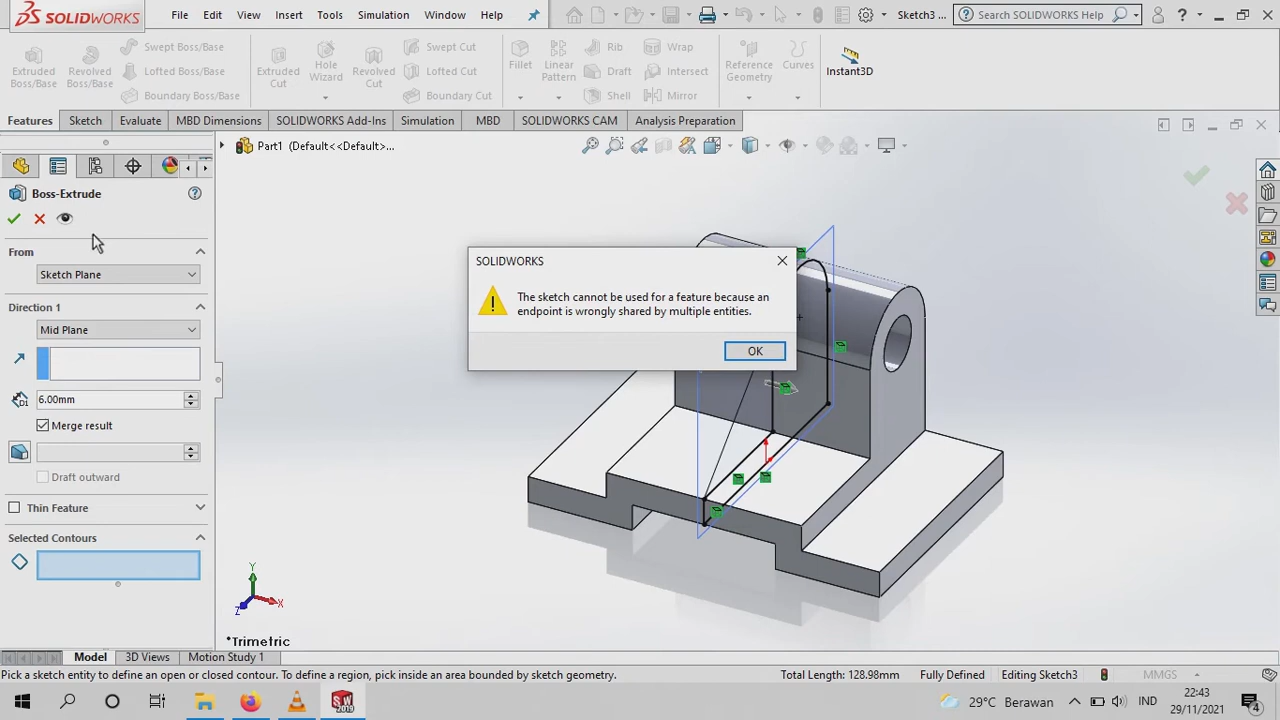 SOLIDWORKS
File Edit View Insert Tools Simulation Window Help
Sketch3 ...
Search SOLIDWORKS Help
?
Extruded Boss/Base
Revolved Boss/Base
Swept Boss/Base
Lofted Boss/Base
Boundary Boss/Base
Extruded Cut
Hole Wizard
Revolved Cut
Swept Cut
Lofted Cut
Boundary Cut
Fillet
Linear Pattern
Rib
Draft
Shell
Wrap
Intersect
Mirror
Reference Geometry
Curves
Instant3D
Features Sketch Evaluate MBD Dimensions SOLIDWORKS Add-Ins Simulation MBD SOLIDWORKS CAM Analysis Preparation
Part1 (Default<<Default>...
Boss-Extrude
From
Sketch Plane
Direction 1
Mid Plane
6.00mm
Merge result
Draft outward
Thin Feature
Selected Contours
SOLIDWORKS
The sketch cannot be used for a feature because an
endpoint is wrongly shared by multiple entities.
OK
Y
Z
X
*Trimetric
Model 3D Views Motion Study 1
Pick a sketch entity to define an open or closed contour. To define a region, pick inside an area bounded by sketch geometry.
Total Length: 128.98mm Fully Defined Editing Sketch3 MMGS
29°C Berawan
IND
22:43
29/11/2021
4
SW
2019